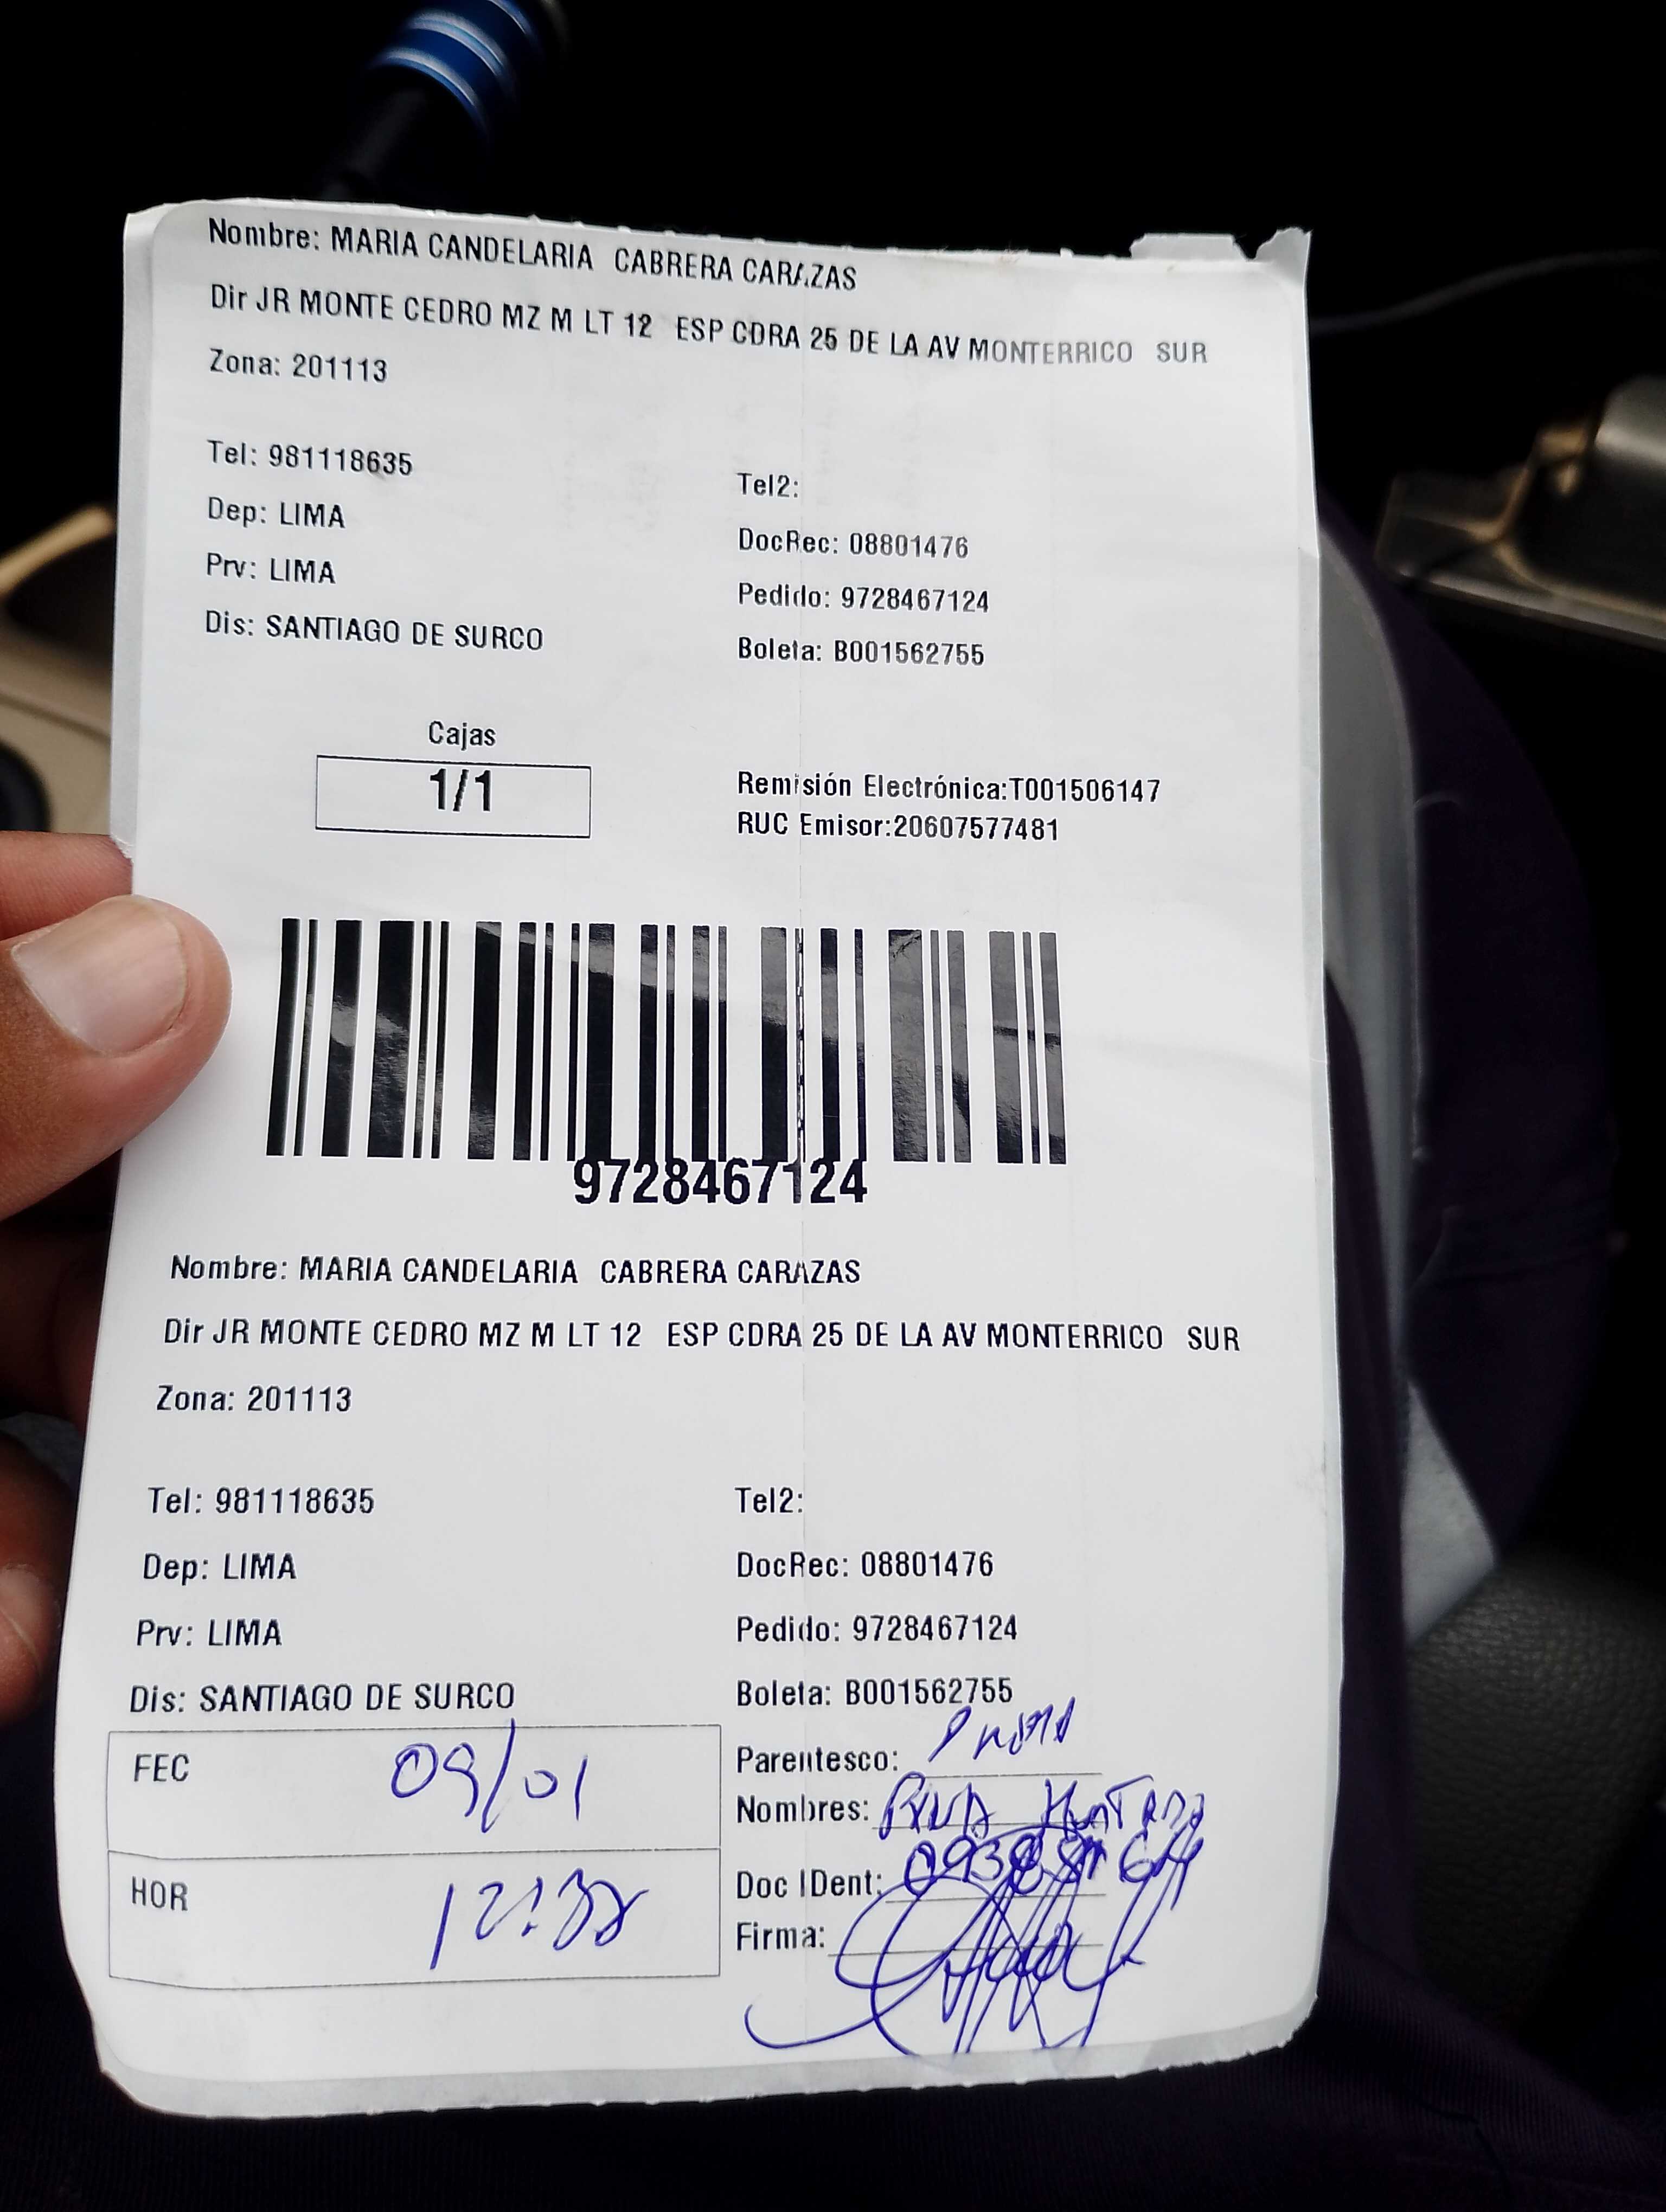 Nombre: MARIA CANDELARIA CABRERA CARAZAS
Dir JR MONTE CEDRO MZ M LT 12 ESP CDRA 25 DE LA AV MONTERRICO SUR
Zona: 201113
Tel: 981118635
Tel2:
Dep: LIMA
DocRec: 08801476
Prv: LIMA
Pedido: 9728467124
Dis: SANTIAGO DE SURCO
Boleta: B001562755
Cajas
1/1
Remisión Electrónica:T001506147
RUC Emisor:20607577481
9728467124
Nombre: MARIA CANDELARIA CABRERA CARAZAS
Dir JR MONTE CEDRO MZ M LT 12 ESP CDRA 25 DE LA AV MONTERRICO SUR
Zona: 201113
Tel: 981118635
Tel2:
Dep: LIMA
DocRec: 08801476
Prv: LIMA
Pedido: 9728467124
Dis: SANTIAGO DE SURCO
Boleta: B001562755
FEC 09/01
Parentesco:
Nombres:
HOR
Doc IDent:
Firma: